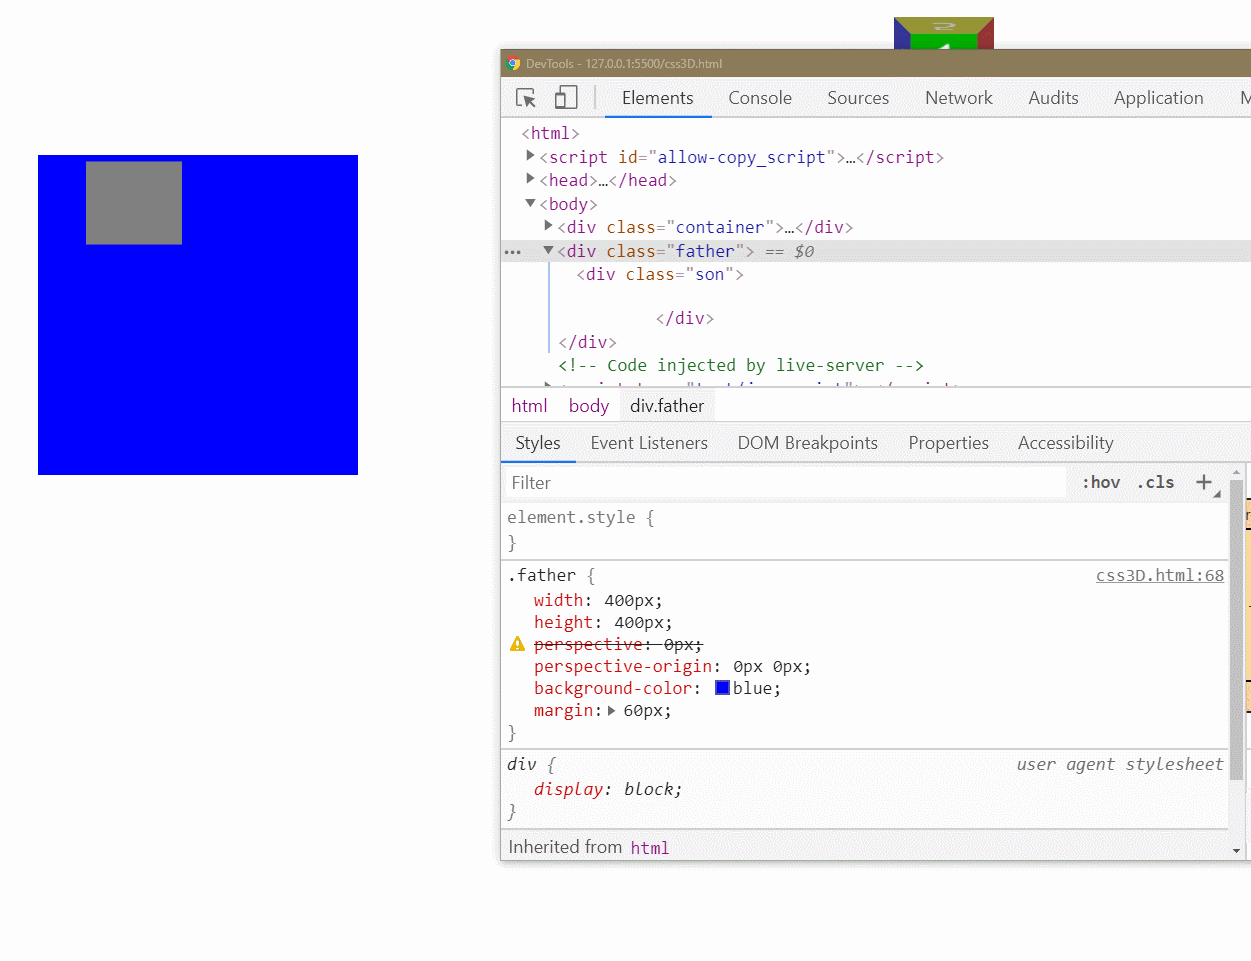 DevTools - 127.0.0.1:5500/css3D.html
Elements Console Sources Network Audits Application M
<html>
<script id="allow-copy_script">…</script>
<head>…</head>
<body>
<div class="container">…</div>
<div class="father"> == $0
<div class="son">
</div>
</div>
<!-- Code injected by live-server -->
html body div.father
Styles Event Listeners DOM Breakpoints Properties Accessibility
Filter :hov .cls +
element.style {
}
.father { css3D.html:68
width: 400px;
height: 400px;
perspective: 0px;
perspective-origin: 0px 0px;
background-color: blue;
margin: 60px;
}
div { user agent stylesheet
display: block;
}
Inherited from html